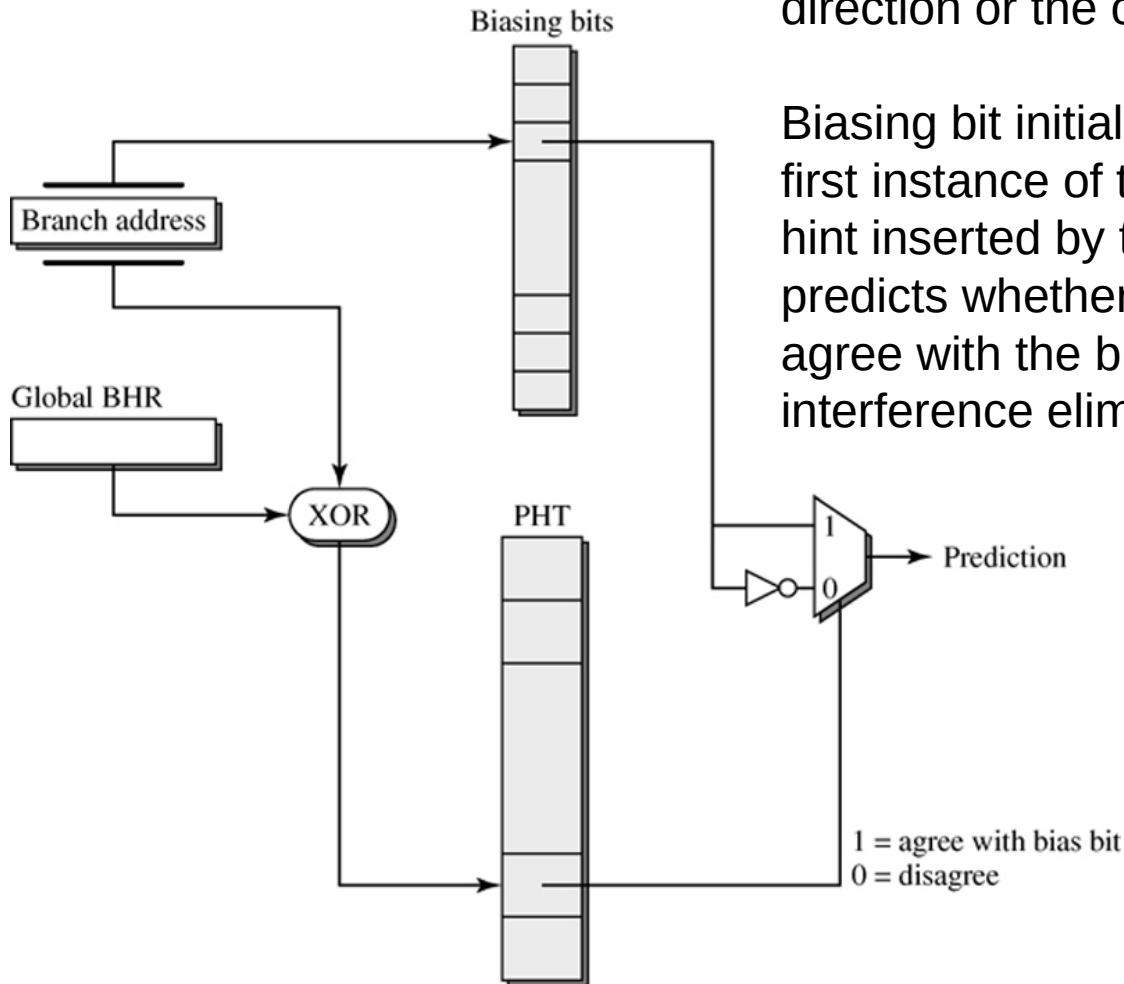 direction or the
Biasing bits
Biasing bit initial
first instance of
hint inserted by
predicts whether
agree with the b
interference elim
Branch address
Global BHR
XOR
PHT
1
0
Prediction
1 = agree with bias bit
0 = disagree